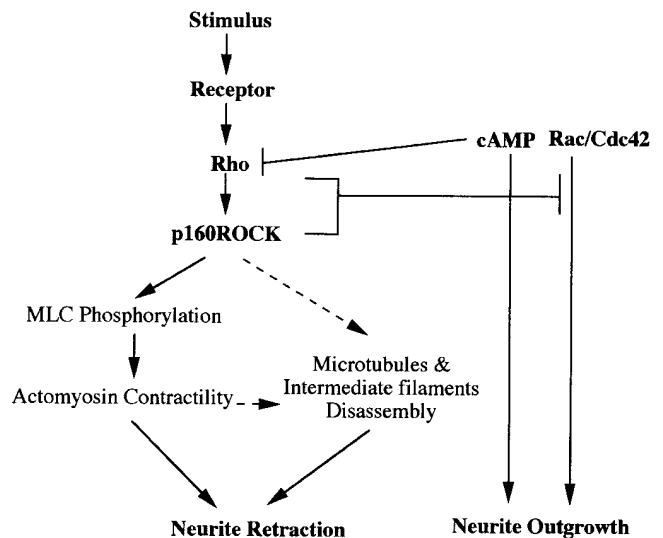 Stimulus
Receptor
cAMP Rac/Cdc42
Rho
p160ROCK
MLC Phosphorylation
Microtubules &
Intermediate filaments
Disassembly
Actomyosin Contractility
Neurite Retraction
Neurite Outgrowth